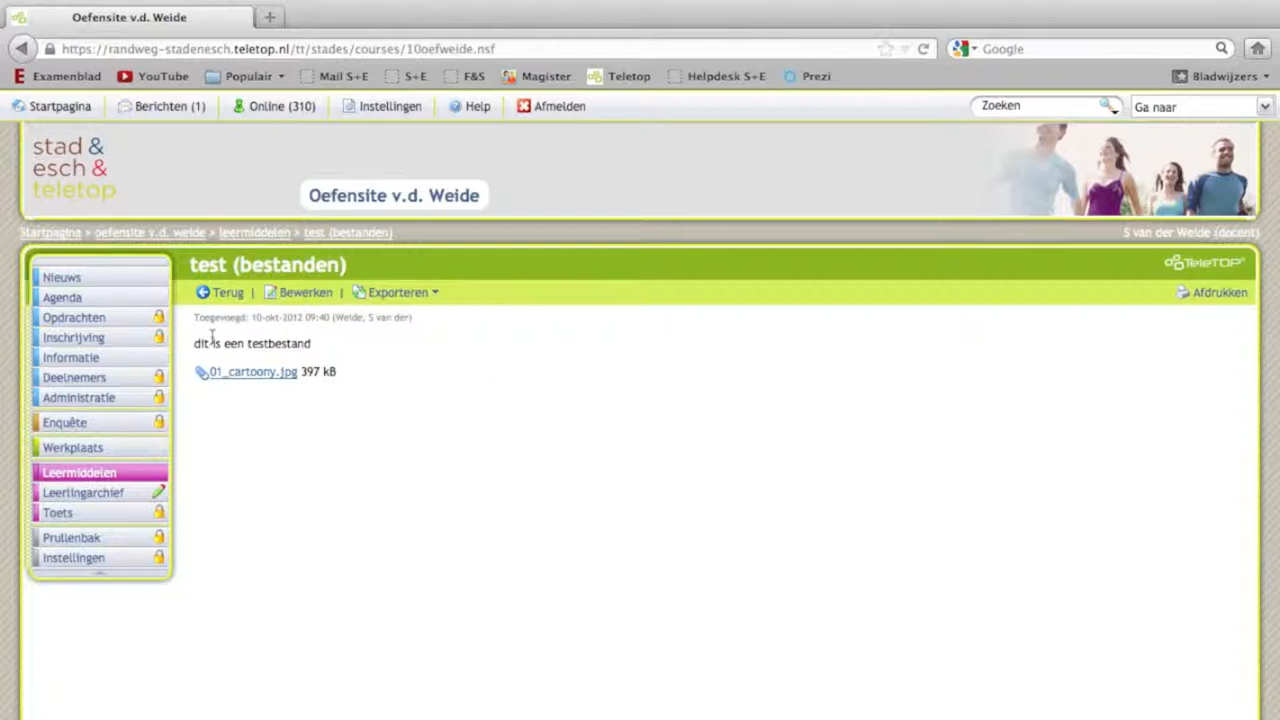 Oefensite v.d. Weide
https://randweg-stadenesch.teletop.nl/tt/stades/courses/10oefweide.nsf
Google
Examenblad YouTube Populair Mail S+E S+E F&S Magister Teletop Helpdesk S+E Prezi Bladwijzers
Startpagina Berichten (1) Online (310) Instellingen Help Afmelden Zoeken Ga naar
stad &
esch &
teletop
Oefensite v.d. Weide
Startpagina » oefensite v.d. weide » leermiddelen » test (bestanden)
S van der Weide (docent)
test (bestanden)
TeleTOP
Terug | Bewerken | Exporteren
Afdrukken
Toegevoegd: 10-okt-2012 09:40 (Weide, S van der)
dit is een testbestand
01_cartoony.jpg 397 kB
Nieuws
Agenda
Opdrachten
Inschrijving
Informatie
Deelnemers
Administratie
Enquête
Werkplaats
Leermiddelen
Leerlingarchief
Toets
Prullenbak
Instellingen